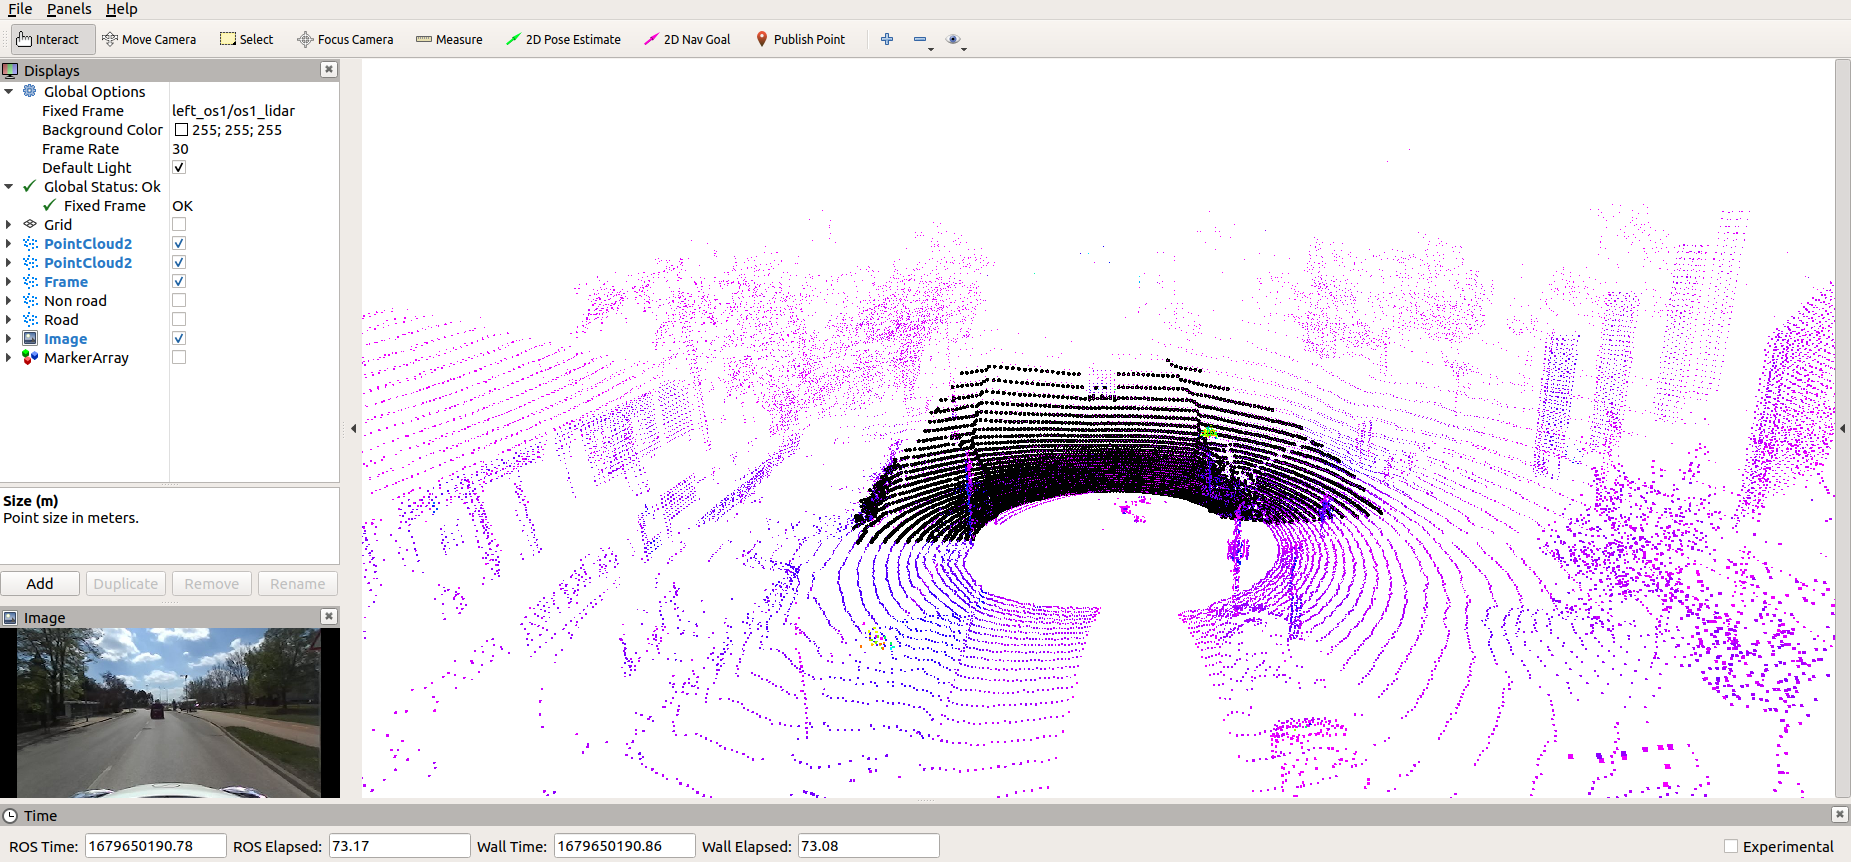 File Panels Help
Interact Move Camera Select Focus Camera Measure 2D Pose Estimate 2D Nav Goal Publish Point
Displays
Global Options
Fixed Frame left_os1/os1_lidar
Background Color 255; 255; 255
Frame Rate 30
Default Light
Global Status: Ok
Fixed Frame OK
Grid
PointCloud2
PointCloud2
Frame
Non road
Road
Image
MarkerArray
Size (m)
Point size in meters.
Add Duplicate Remove Rename
Image
Time
ROS Time: 1679650190.78 ROS Elapsed: 73.17 Wall Time: 1679650190.86 Wall Elapsed: 73.08 Experimental